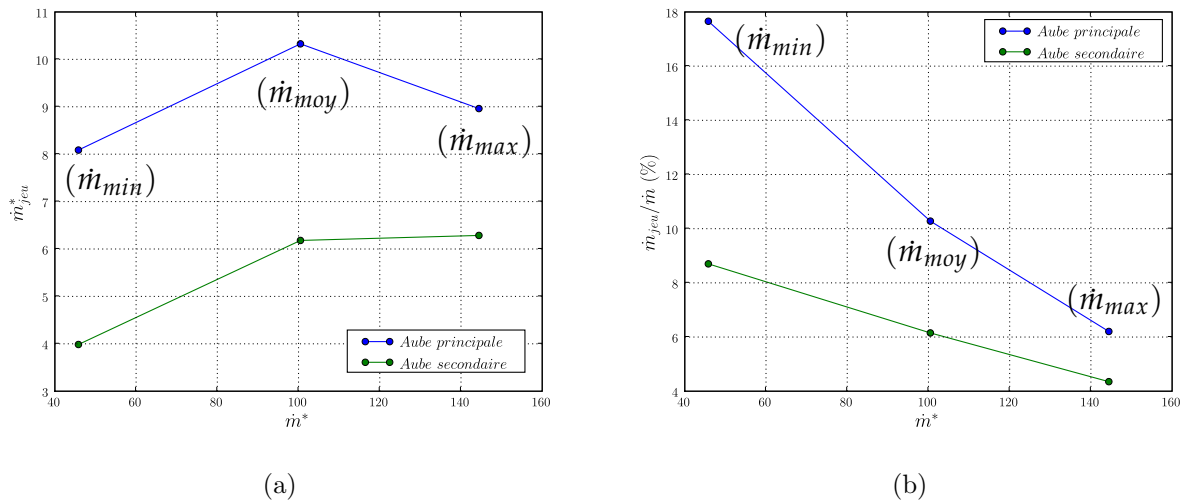 11
10
9
8
7
6
5
4
3
40
60
80
100
120
140
160
ṁ*
ṁ*jeu
(ṁmin)
(ṁmoy)
(ṁmax)
Aube principale
Aube secondaire
(a)
18
16
14
12
10
8
6
4
40
60
80
100
120
140
160
ṁ*
ṁjeu/ṁ (%)
(ṁmin)
(ṁmoy)
(ṁmax)
Aube principale
Aube secondaire
(b)